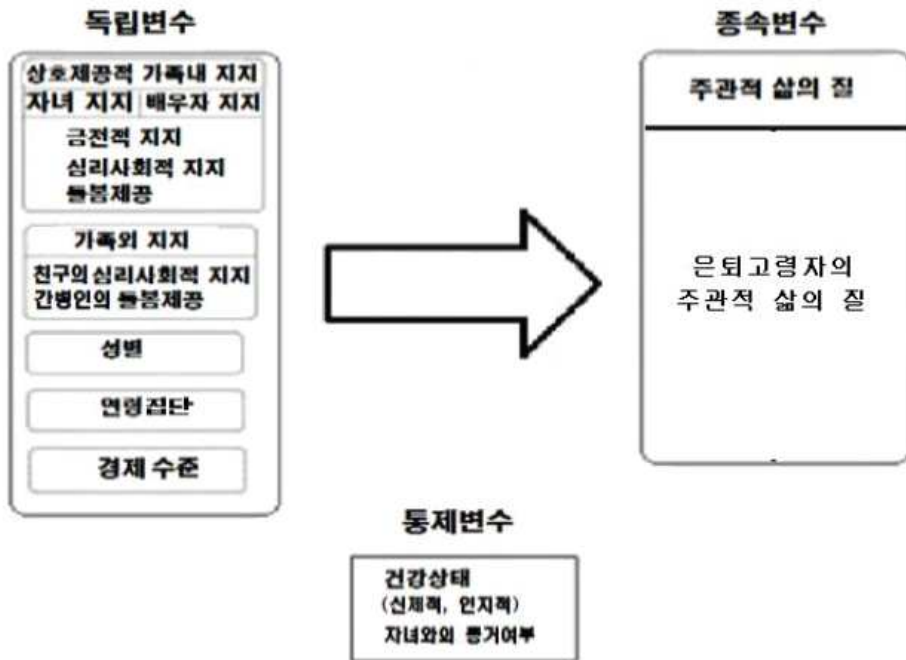 독립변수
상호제공적 가족내 지지
자녀 지지 배우자 지지
금전적 지지
심리사회적 지지
돌봄제공
가족외 지지
친구의 심리사회적 지지
간병인의 돌봄제공
성별
연령집단
경제 수준
종속변수
주관적 삶의 질
은퇴고령자의
주관적 삶의 질
통제변수
건강상태
(신체적, 인지적)
자녀와의 동거여부